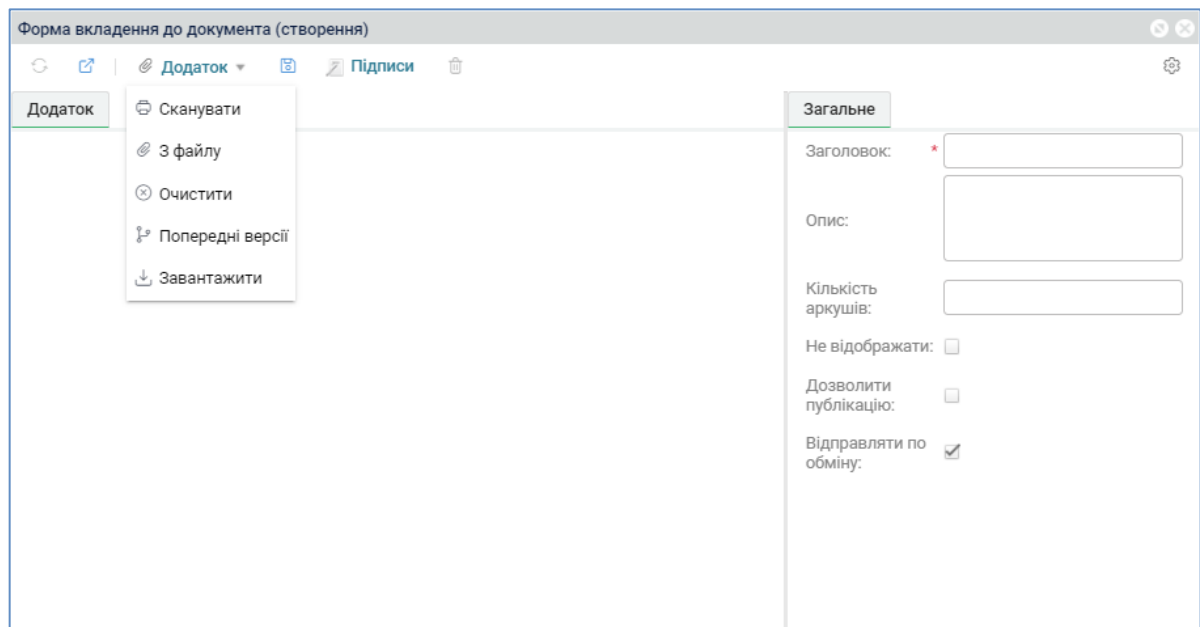 Форма вкладення до документа (створення)
Додаток Підписи
Додаток
Сканувати
З файлу
Очистити
Попередні версії
Завантажити
Загальне
Заголовок: *
Опис:
Кількість
аркушів:
Не відображати:
Дозволити
публікацію:
Відправляти по
обміну: